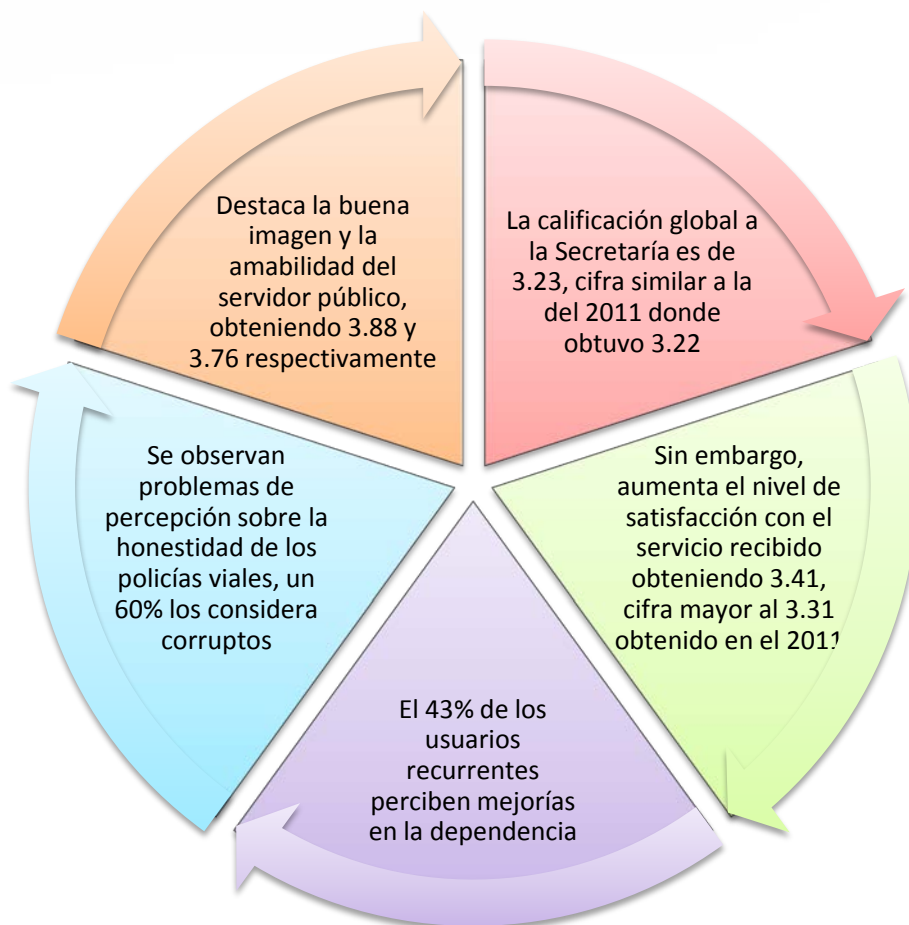 La calificación global a
la Secretaría es de
3.23, cifra similar a la
del 2011 donde
obtuvo 3.22
Sin embargo,
aumenta el nivel de
satisfacción con el
servicio recibido
obteniendo 3.41,
cifra mayor al 3.31
obtenido en el 2011
El 43% de los
usuarios
recurrentes
perciben mejorías
en la dependencia
Se observan
problemas de
percepción sobre la
honestidad de los
policías viales, un
60% los considera
corruptos
Destaca la buena
imagen y la
amabilidad del
servidor público,
obteniendo 3.88 y
3.76 respectivamente